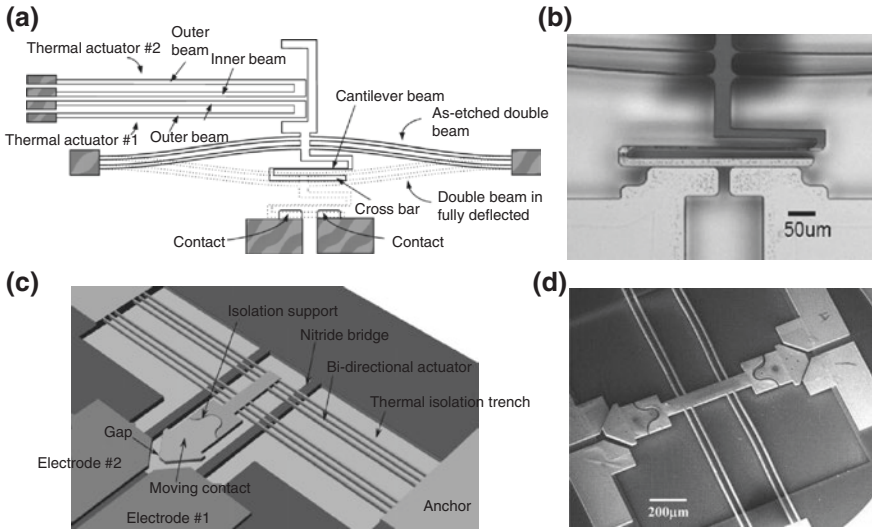 (a)
Outer
beam
Thermal actuator #2
Inner beam
Cantilever beam
As-etched double
beam
Thermal actuator #1
Outer beam
Cross bar
Double beam in
fully deflected
Contact
Contact
(b)
50um
(c)
Isolation support
Nitride bridge
Bi-directional actuator
Thermal isolation trench
Gap
Electrode #2
Moving contact
Electrode #1
Anchor
(d)
200μm